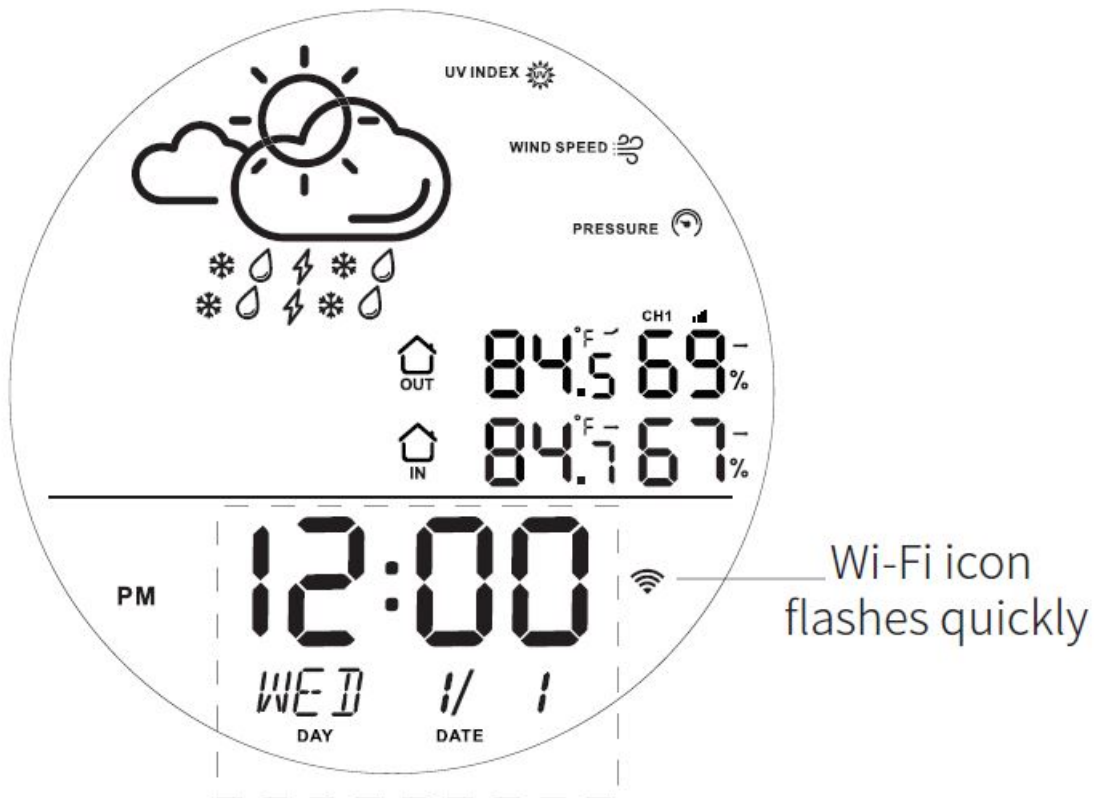 UV INDEX UV
WIND SPEED
PRESSURE
CH1
OUT 84.5 °F 69 %
IN 84.7 °F 67 %
PM 12:00
WED 1/ 1
DAY DATE
Wi-Fi icon
flashes quickly